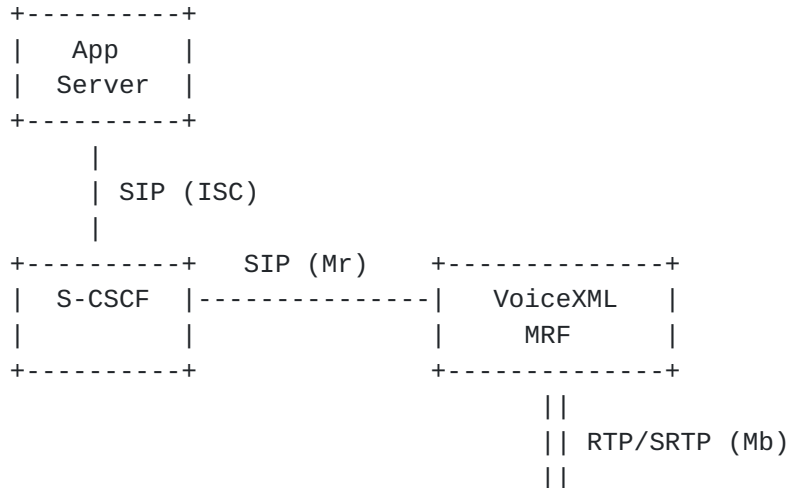 App
Server
SIP (ISC)
SIP (Mr)
S-CSCF
VoiceXML
MRF
RTP/SRTP (Mb)